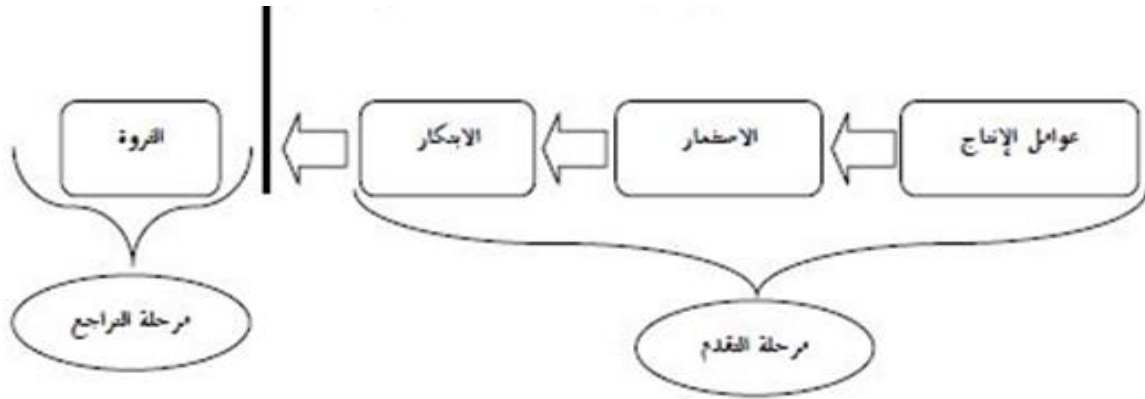 عوامل الإنتاج
الاستثمار
الابتكار
الثروة
مرحلة التقدم
مرحلة التراجع